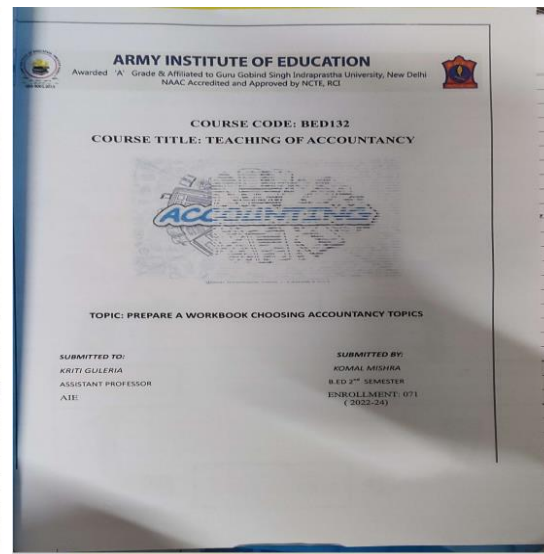 ARMY INSTITUTE OF EDUCATION
Awarded 'A' Grade & Affiliated to Guru Gobind Singh Indraprastha University, New Delhi
NAAC Accredited and Approved by NCTE, RCI
COURSE CODE: BED132
COURSE TITLE: TEACHING OF ACCOUNTANCY
ACCOUNTING
TOPIC: PREPARE A WORKBOOK CHOOSING ACCOUNTANCY TOPICS
SUBMITTED TO:
KRITI GULERIA
ASSISTANT PROFESSOR
AIE
SUBMITTED BY:
KOMAL MISHRA
B.ED 2ND SEMESTER
ENROLLMENT: 071
( 2022-24)